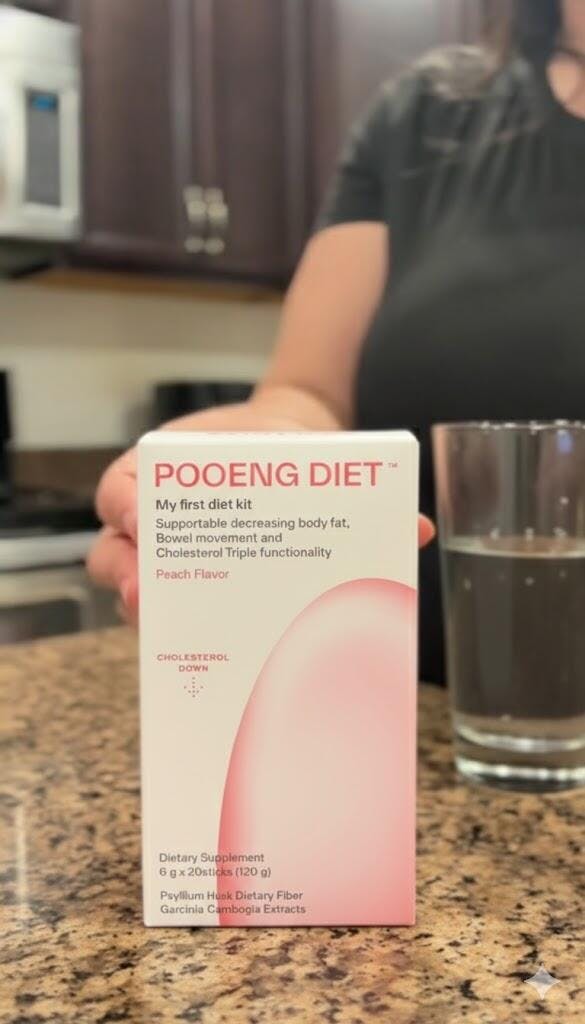 POOENG DIET™
My first diet kit
Supportable decreasing body fat,
Bowel movement and
Cholesterol Triple functionality
Peach Flavor
CHOLESTEROL
DOWN
Dietary Supplement
6 g x 20sticks (120 g)
Psyllium Husk Dietary Fiber
Garcinia Cambogia Extracts